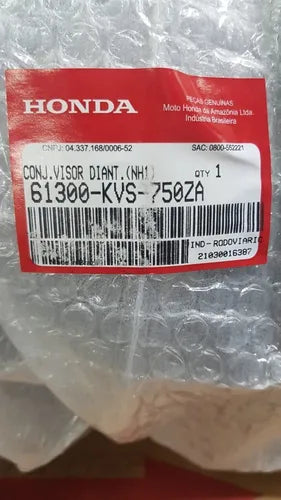 HONDA
PEÇAS GENUÍNAS
Moto Honda da Amazônia Ltda.
Indústria Brasileira
CNPJ: 04.337.168/0006-52
SAC: 0800-552221
CONJ.VISOR DIANT.(NH1)
QTY 1
61300-KVS-750ZA
IND-RODOVIARIO
21030016387